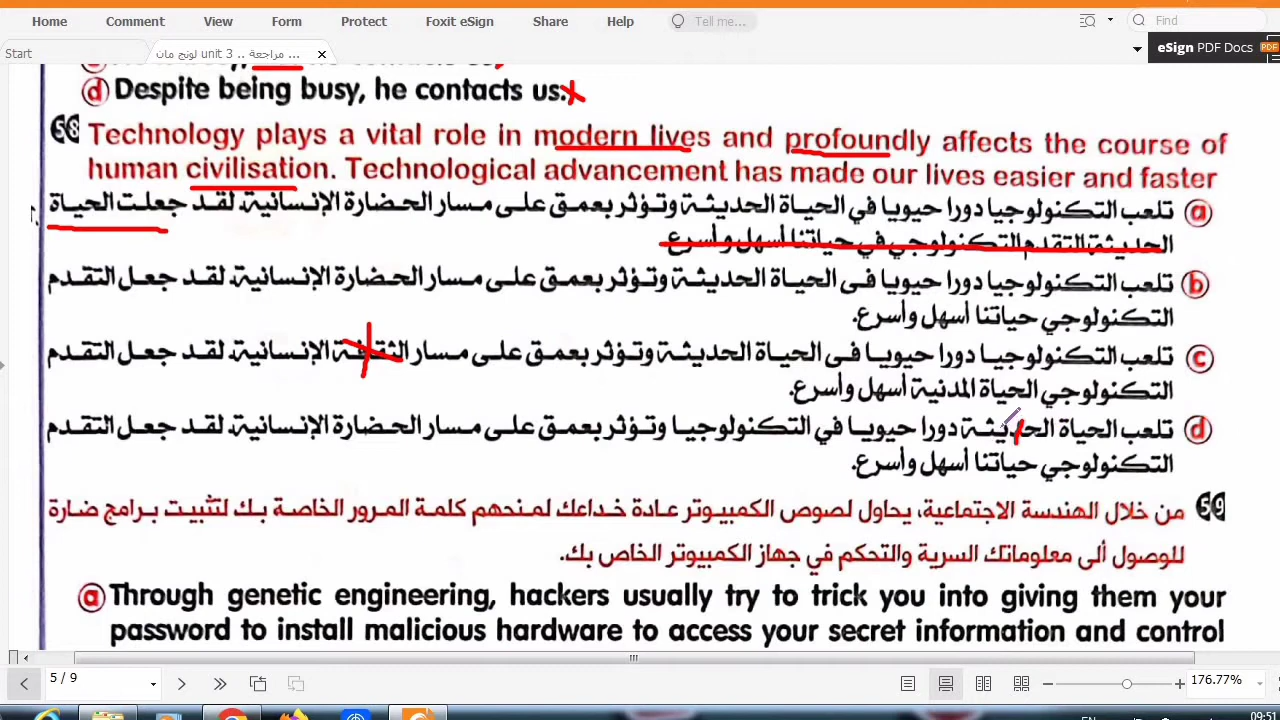 Home Comment View Form Protect Foxit eSign Share Help Tell me... Find
Start لونج مان unit 3 .. مراجعة ... eSign PDF Docs PDF
d Despite being busy, he contacts us.
58 Technology plays a vital role in modern lives and profoundly affects the course of
human civilisation. Technological advancement has made our lives easier and faster
a تلعب التكنولوجيا دورا حيويا في الحياة الحديثة وتؤثر بعمق على مسار الحضارة الإنسانية. لقد جعلت الحياة
الحديثة التقدم التكنولوجي في حياتنا أسهل وأسرع
b تلعب التكنولوجيا دورا حيويا فى الحياة الحديثة وتؤثر بعمق على مسار الحضارة الإنسانية. لقد جعل التقدم
التكنولوجي حياتنا أسهل وأسرع.
c تلعب التكنولوجيا دورا حيويا فى الحياة الحديثة وتؤثر بعمق على مسار الثقافة الإنسانية. لقد جعل التقدم
التكنولوجي الحياة المدنية أسهل وأسرع.
d تلعب الحياة الحديثة دورا حيويا في التكنولوجيا وتؤثر بعمق على مسار الحضارة الإنسانية. لقد جعل التقدم
التكنولوجي حياتنا أسهل وأسرع.
59 من خلال الهندسة الاجتماعية، يحاول لصوص الكمبيوتر عادة خداعك لمنحهم كلمة المرور الخاصة بك لتثبيت برامج ضارة
للوصول ألى معلوماتك السرية والتحكم في جهاز الكمبيوتر الخاص بك.
a Through genetic engineering, hackers usually try to trick you into giving them your
password to install malicious hardware to access your secret information and control
5 / 9 176.77%
EN 09:51